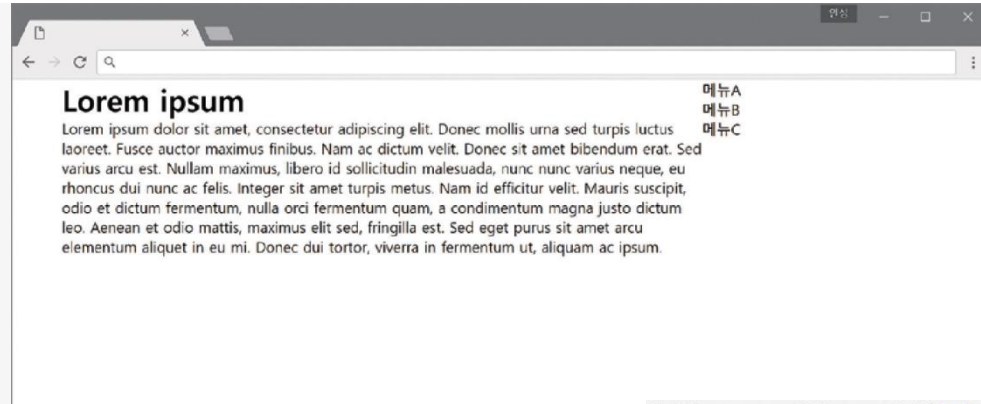 인성
Lorem ipsum
Lorem ipsum dolor sit amet, consectetur adipiscing elit. Donec mollis urna sed turpis luctus
laoreet. Fusce auctor maximus finibus. Nam ac dictum velit. Donec sit amet bibendum erat. Sed
varius arcu est. Nullam maximus, libero id sollicitudin malesuada, nunc nunc varius neque, eu
rhoncus dui nunc ac felis. Integer sit amet turpis metus. Nam id efficitur velit. Mauris suscipit,
odio et dictum fermentum, nulla orci fermentum quam, a condimentum magna justo dictum
leo. Aenean et odio mattis, maximus elit sed, fringilla est. Sed eget purus sit amet arcu
elementum aliquet in eu mi. Donec dui tortor, viverra in fermentum ut, aliquam ac ipsum.
메뉴A
메뉴B
메뉴C